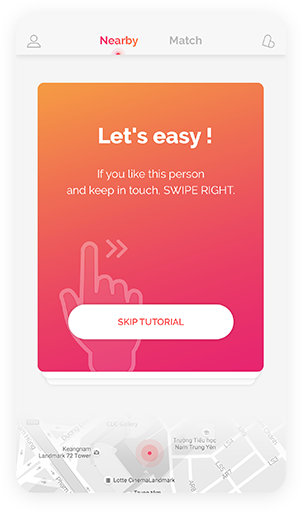 Nearby Match
Let's easy !
If you like this person
and keep in touch. SWIPE RIGHT.
SKIP TUTORIAL
CGC Gallery
Keangnam
Landmark 72 Tower
Trường Tiểu học
Nam Trung Yên
Lotte CinemaLandmark